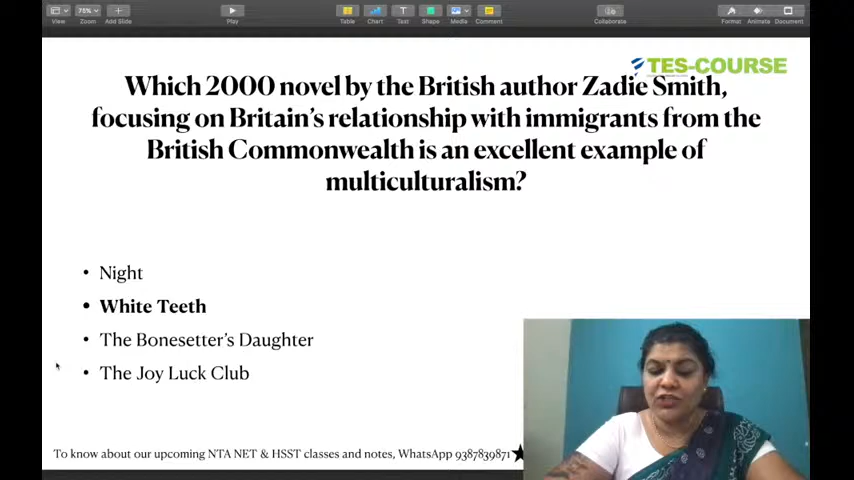 View
75%
Zoom
Add Slide
Play
Table
Chart
Text
Shape
Media
Comment
Collaborate
Format
Animate
Document
TES-COURSE
Which 2000 novel by the British author Zadie Smith,
focusing on Britain's relationship with immigrants from the
British Commonwealth is an excellent example of
multiculturalism?
• Night
• White Teeth
• The Bonesetter's Daughter
• The Joy Luck Club
To know about our upcoming NTA NET & HSST classes and notes, WhatsApp 9387839871